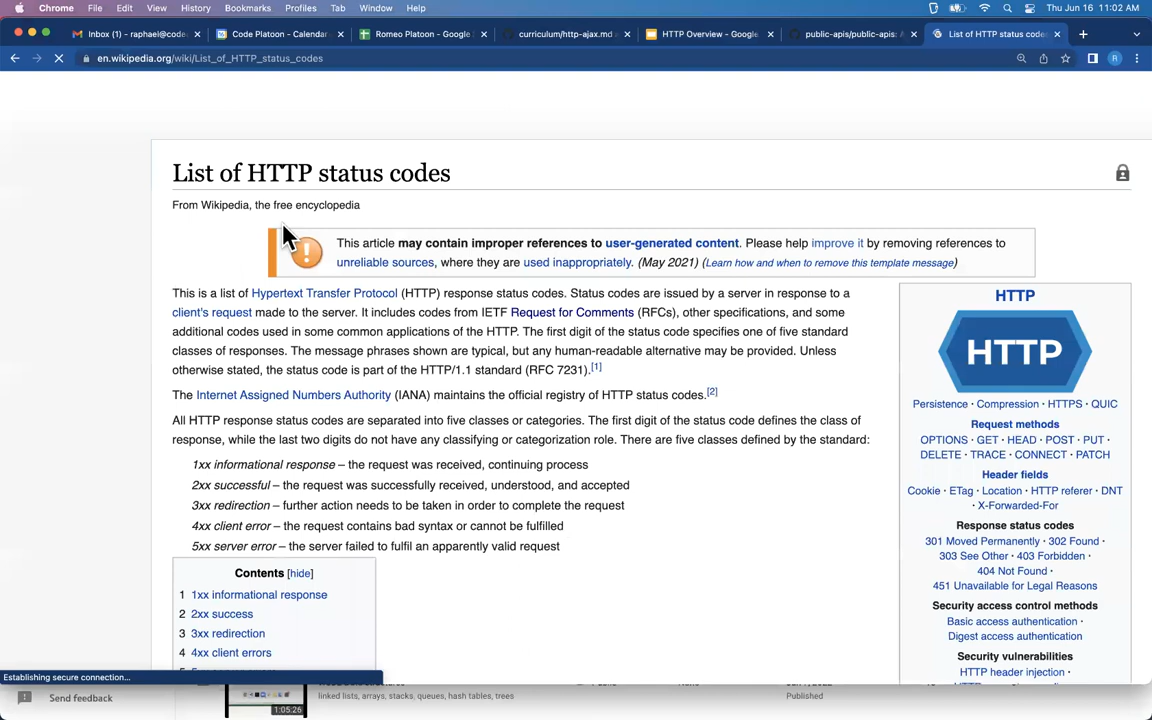 Chrome File Edit View History Bookmarks Profiles Tab Window Help Thu Jun 16 11:02 AM
Inbox (1) - raphael@codep Code Platoon - Calendar Romeo Platoon - Google curriculum/http-ajax.md HTTP Overview - Google public-apis/public-apis: List of HTTP status code
en.wikipedia.org/wiki/List_of_HTTP_status_codes R
List of HTTP status codes
From Wikipedia, the free encyclopedia
This article may contain improper references to user-generated content. Please help improve it by removing references to
unreliable sources, where they are used inappropriately. (May 2021) (Learn how and when to remove this template message)
This is a list of Hypertext Transfer Protocol (HTTP) response status codes. Status codes are issued by a server in response to a
client's request made to the server. It includes codes from IETF Request for Comments (RFCs), other specifications, and some
additional codes used in some common applications of the HTTP. The first digit of the status code specifies one of five standard
classes of responses. The message phrases shown are typical, but any human-readable alternative may be provided. Unless
otherwise stated, the status code is part of the HTTP/1.1 standard (RFC 7231).[1]
The Internet Assigned Numbers Authority (IANA) maintains the official registry of HTTP status codes.[2]
All HTTP response status codes are separated into five classes or categories. The first digit of the status code defines the class of
response, while the last two digits do not have any classifying or categorization role. There are five classes defined by the standard:
1xx informational response – the request was received, continuing process
2xx successful – the request was successfully received, understood, and accepted
3xx redirection – further action needs to be taken in order to complete the request
4xx client error – the request contains bad syntax or cannot be fulfilled
5xx server error – the server failed to fulfil an apparently valid request
Contents [hide]
1 1xx informational response
2 2xx success
3 3xx redirection
4 4xx client errors
HTTP
HTTP
Persistence · Compression · HTTPS · QUIC
Request methods
OPTIONS · GET · HEAD · POST · PUT ·
DELETE · TRACE · CONNECT · PATCH
Header fields
Cookie · ETag · Location · HTTP referer · DNT
· X-Forwarded-For
Response status codes
301 Moved Permanently · 302 Found ·
303 See Other · 403 Forbidden ·
404 Not Found ·
451 Unavailable for Legal Reasons
Security access control methods
Basic access authentication ·
Digest access authentication
Security vulnerabilities
HTTP header injection ·
Establishing secure connection...
Send feedback
linked lists, arrays, stacks, queues, hash tables, trees
Published
1:05:26